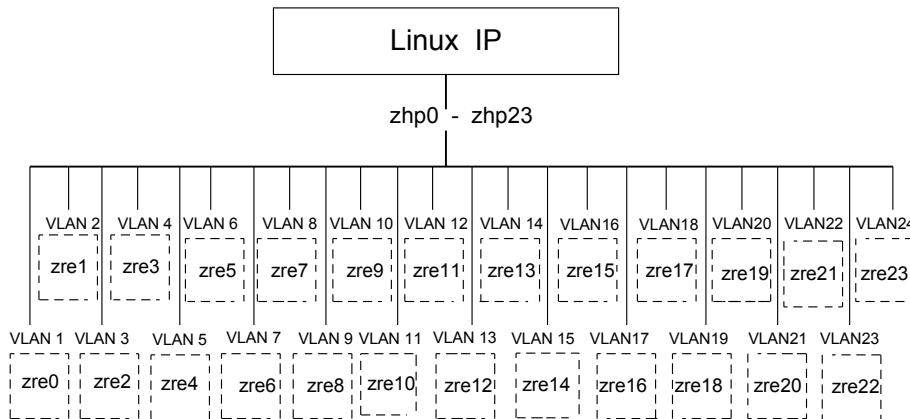 Linux IP
zhp0 - zhp23
VLAN 2 VLAN 4 VLAN 6 VLAN 8 VLAN 10 VLAN 12 VLAN 14 VLAN16 VLAN18 VLAN20 VLAN22 VLAN24
zre1 zre3 zre5 zre7 zre9 zre11 zre13 zre15 zre17 zre19 zre21 zre23
VLAN 1 VLAN 3 VLAN 5 VLAN 7 VLAN 9 VLAN 11 VLAN 13 VLAN 15 VLAN17 VLAN19 VLAN21 VLAN23
zre0 zre2 zre4 zre6 zre8 zre10 zre12 zre14 zre16 zre18 zre20 zre22